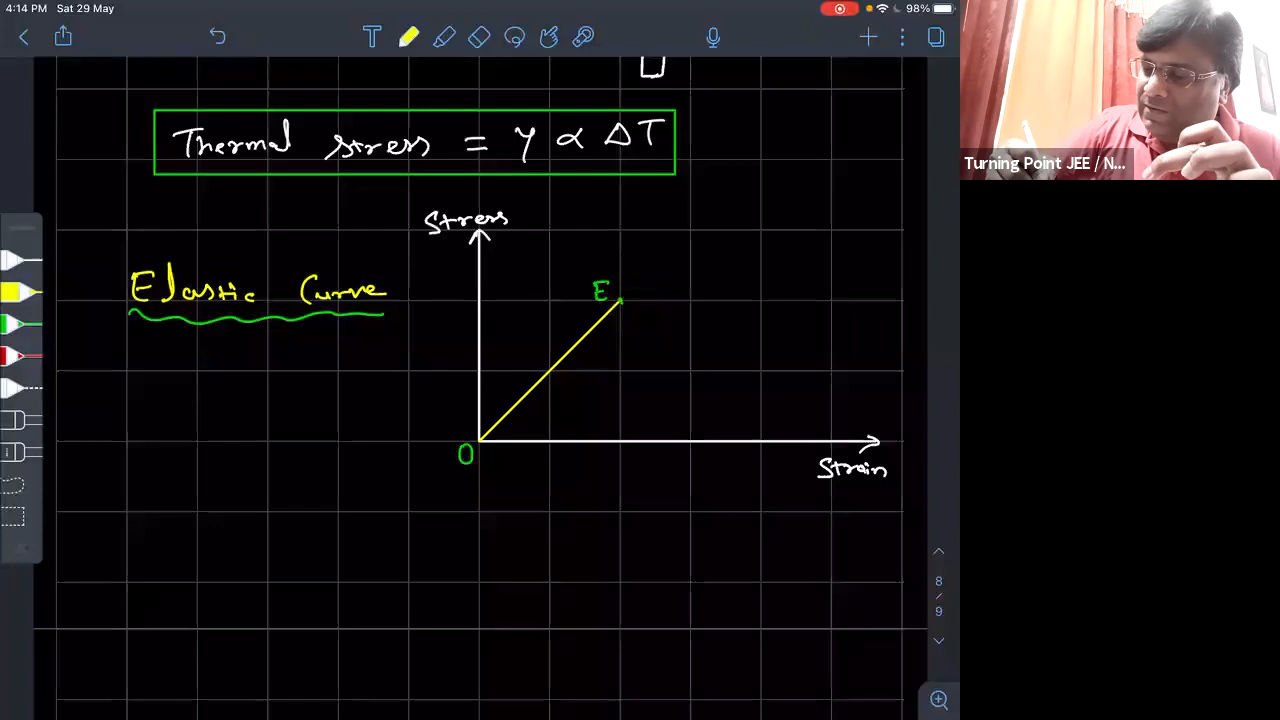 4:14 PM Sat 29 May
98%
Turning Point JEE / N...
Thermal stress = Y α ΔT
Stress
Elastic Curve
E
O
Strain
8
/
9